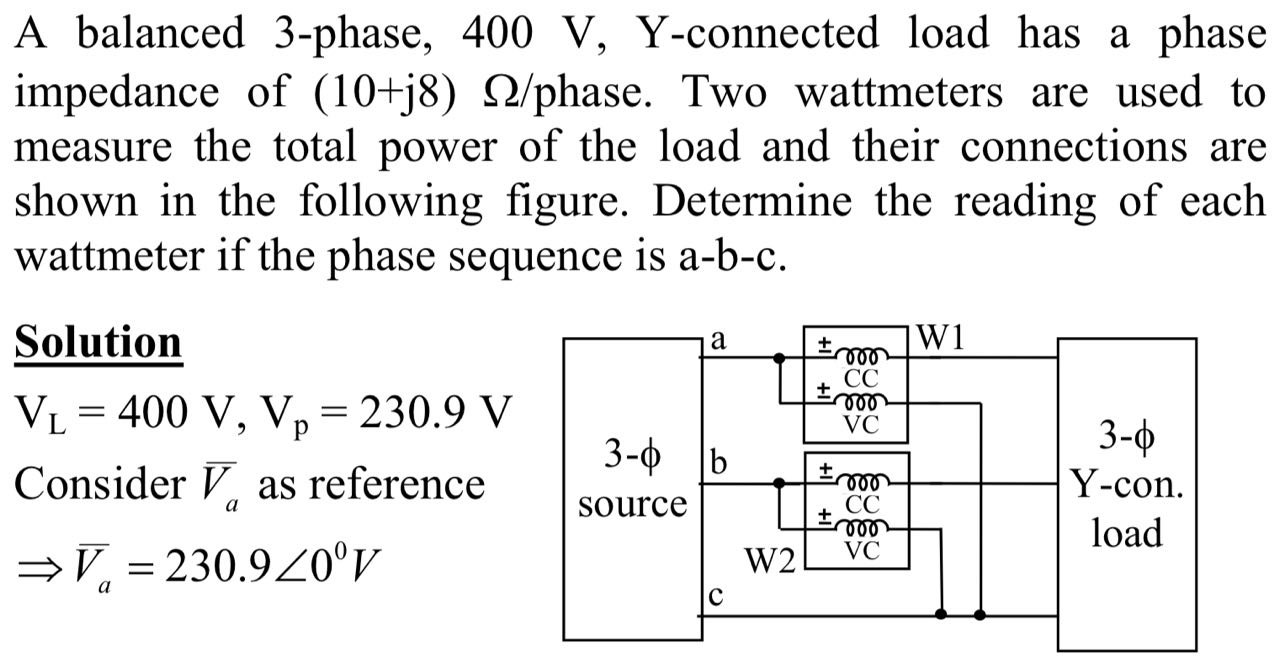 A balanced 3-phase, 400 V, Y-connected load has a phase
impedance of (10+j8) Ω/phase. Two wattmeters are used to
measure the total power of the load and their connections are
shown in the following figure. Determine the reading of each
wattmeter if the phase sequence is a-b-c.
Solution
V_L = 400 V, V_p = 230.9 V
Consider V̅_a as reference
⇒ V̅_a = 230.9∠0⁰V
3-ϕ
source
a
b
c
W1
±
CC
±
VC
±
CC
±
VC
W2
3-ϕ
Y-con.
load